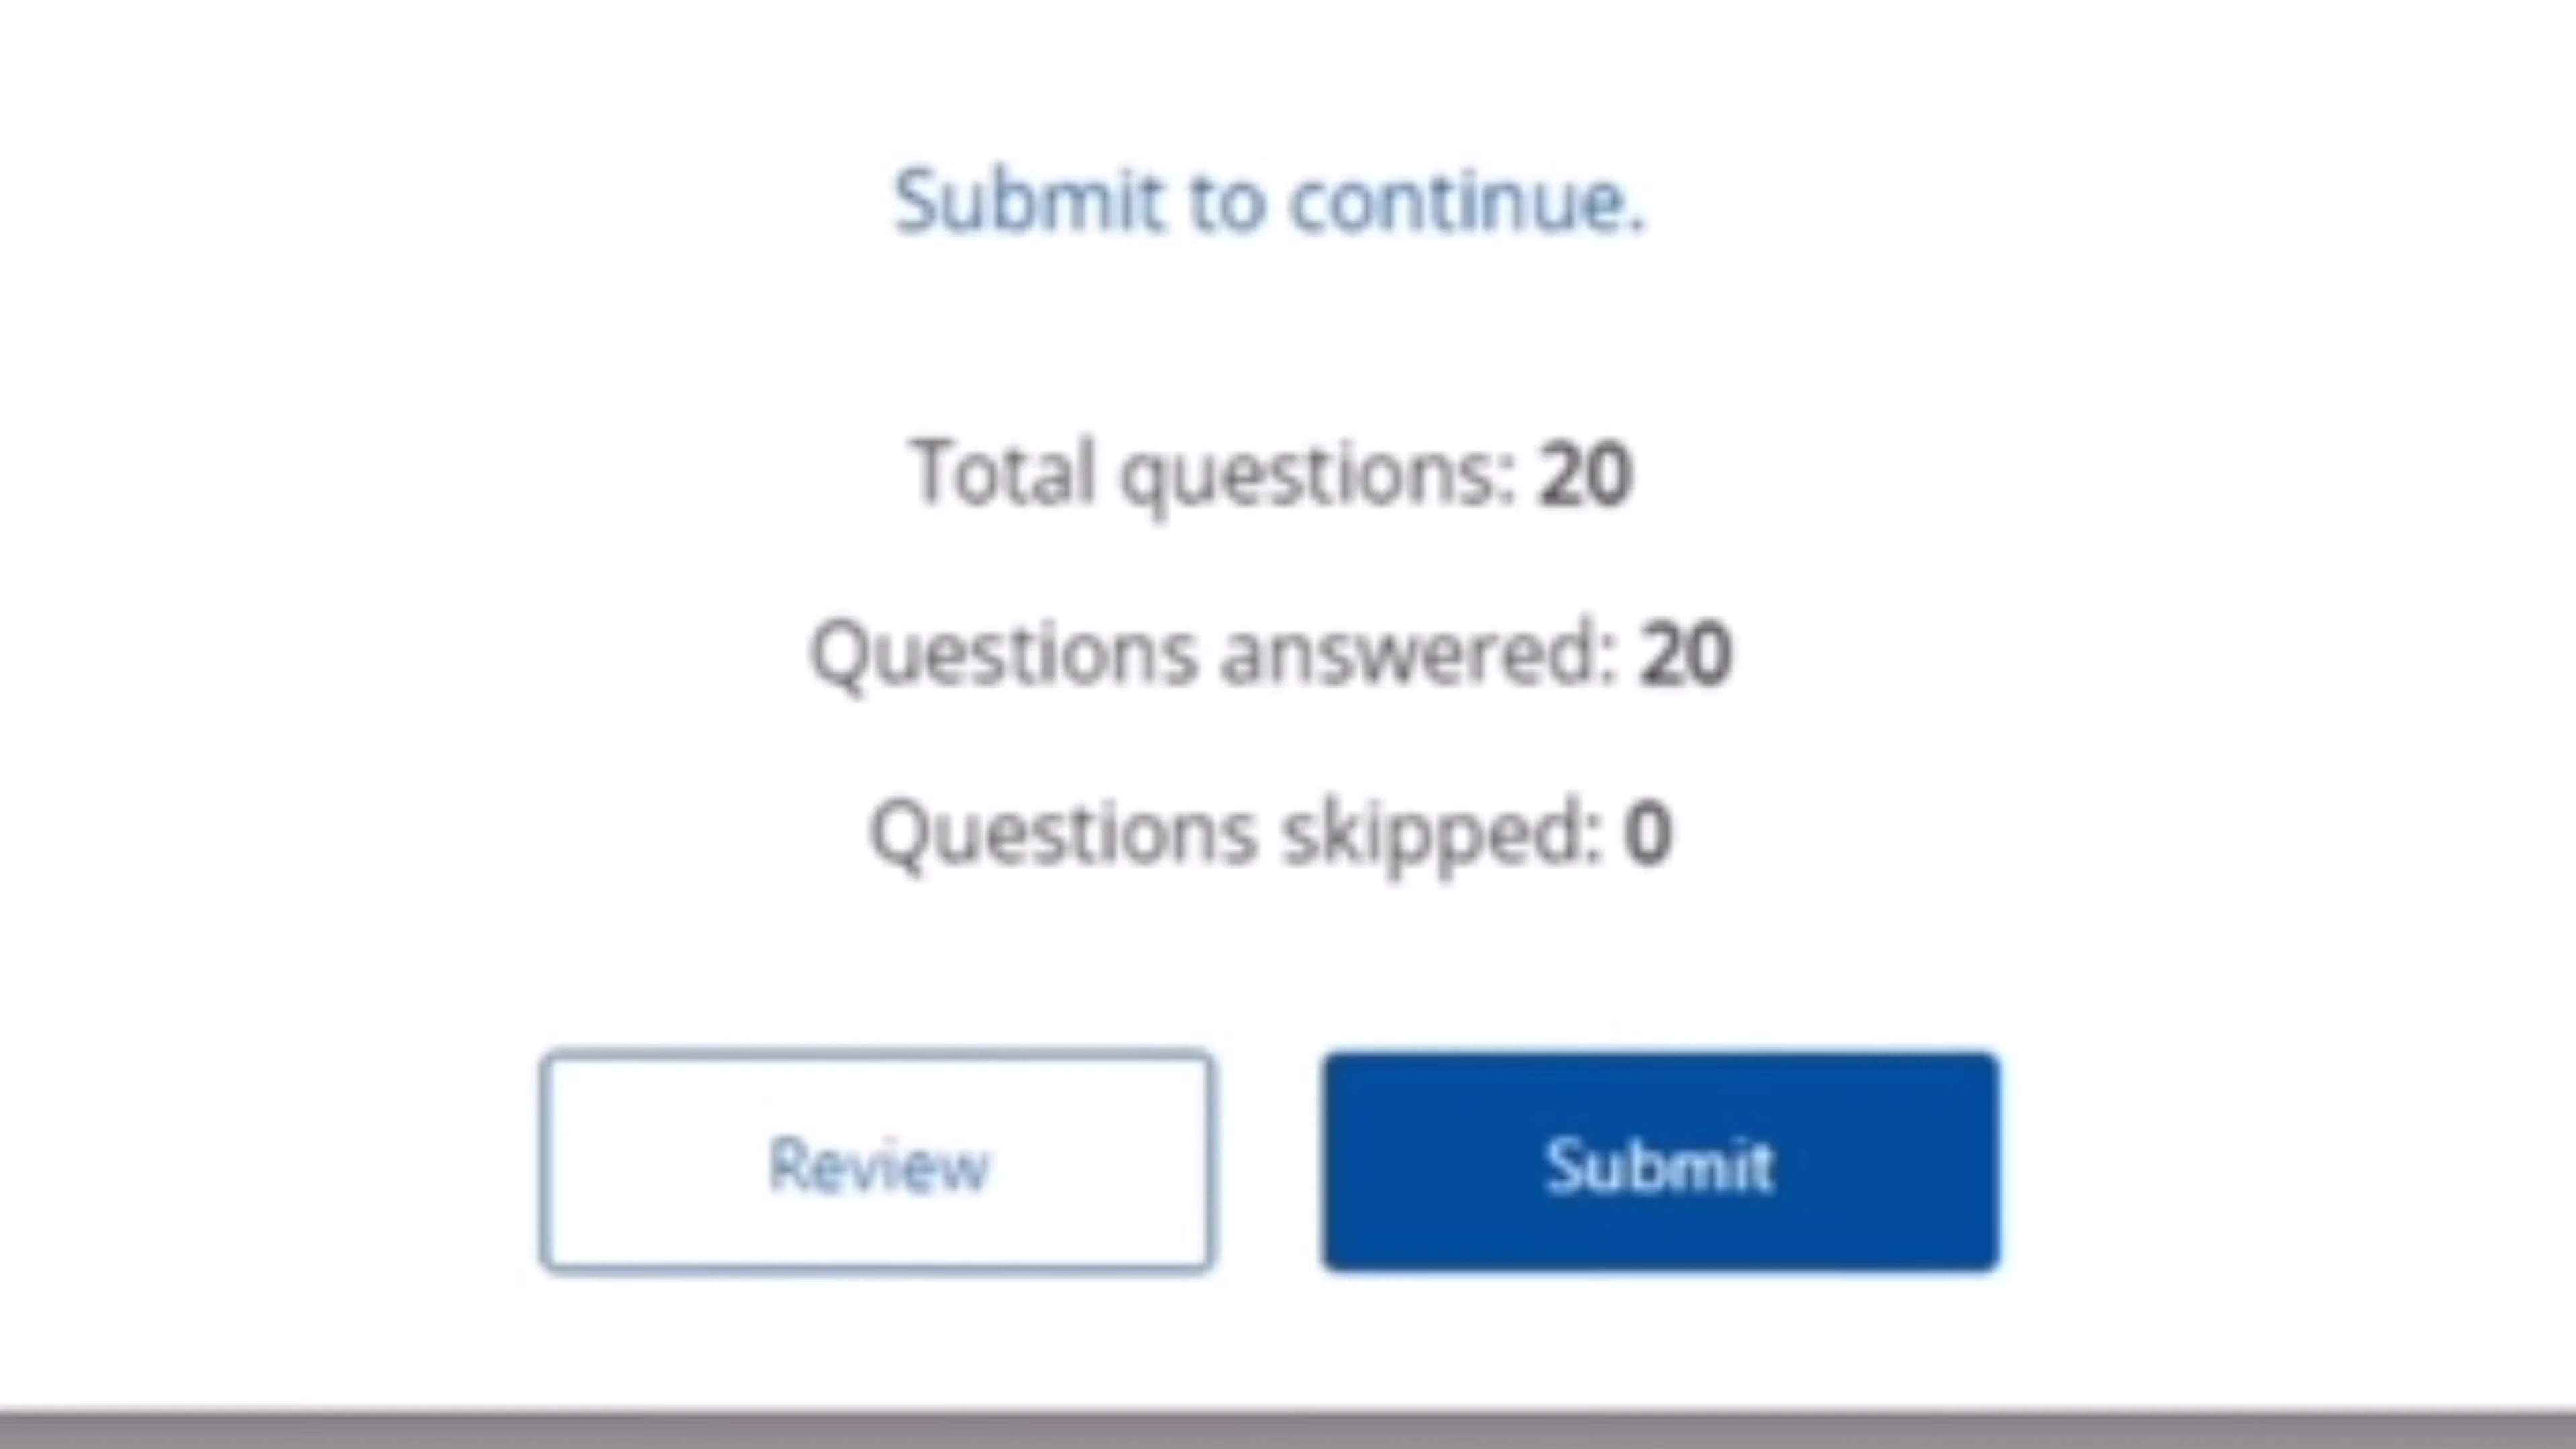 Submit to continue.
Total questions: 20
Questions answered: 20
Questions skipped: 0
Review
Submit